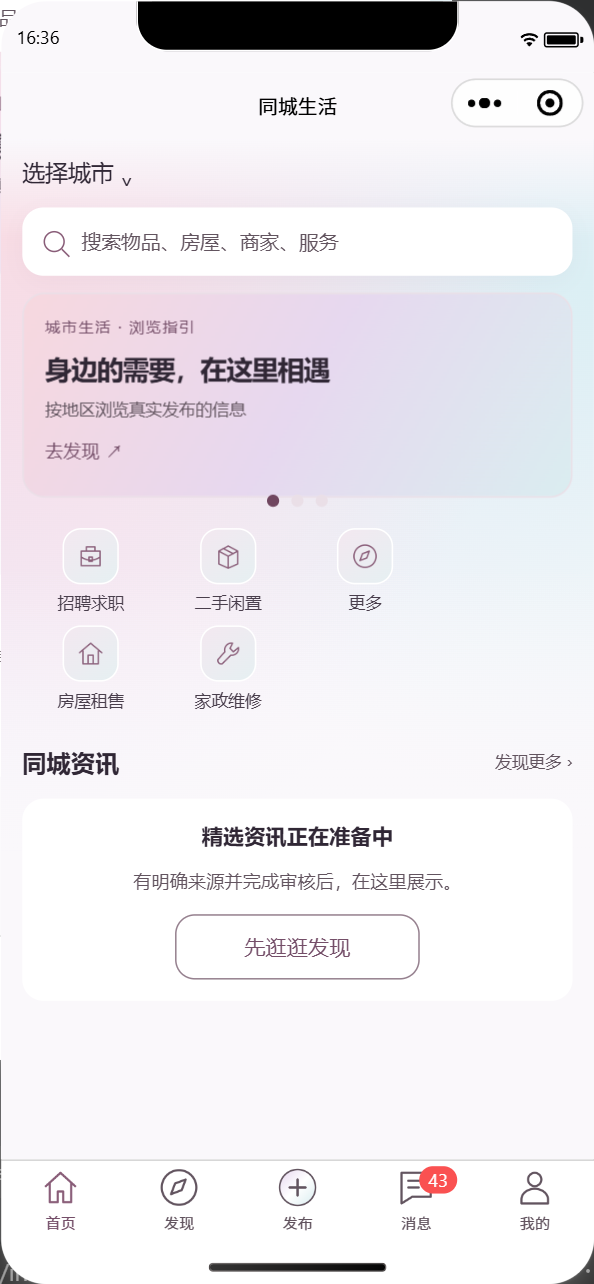 16:36
同城生活
选择城市
搜索物品、房屋、商家、服务
城市生活 · 浏览指引
身边的需要，在这里相遇
按地区浏览真实发布的信息
去发现 ↗
招聘求职 二手闲置 更多
房屋租售 家政维修
同城资讯 发现更多 ›
精选资讯正在准备中
有明确来源并完成审核后，在这里展示。
先逛逛发现
43
首页 发现 发布 消息 我的